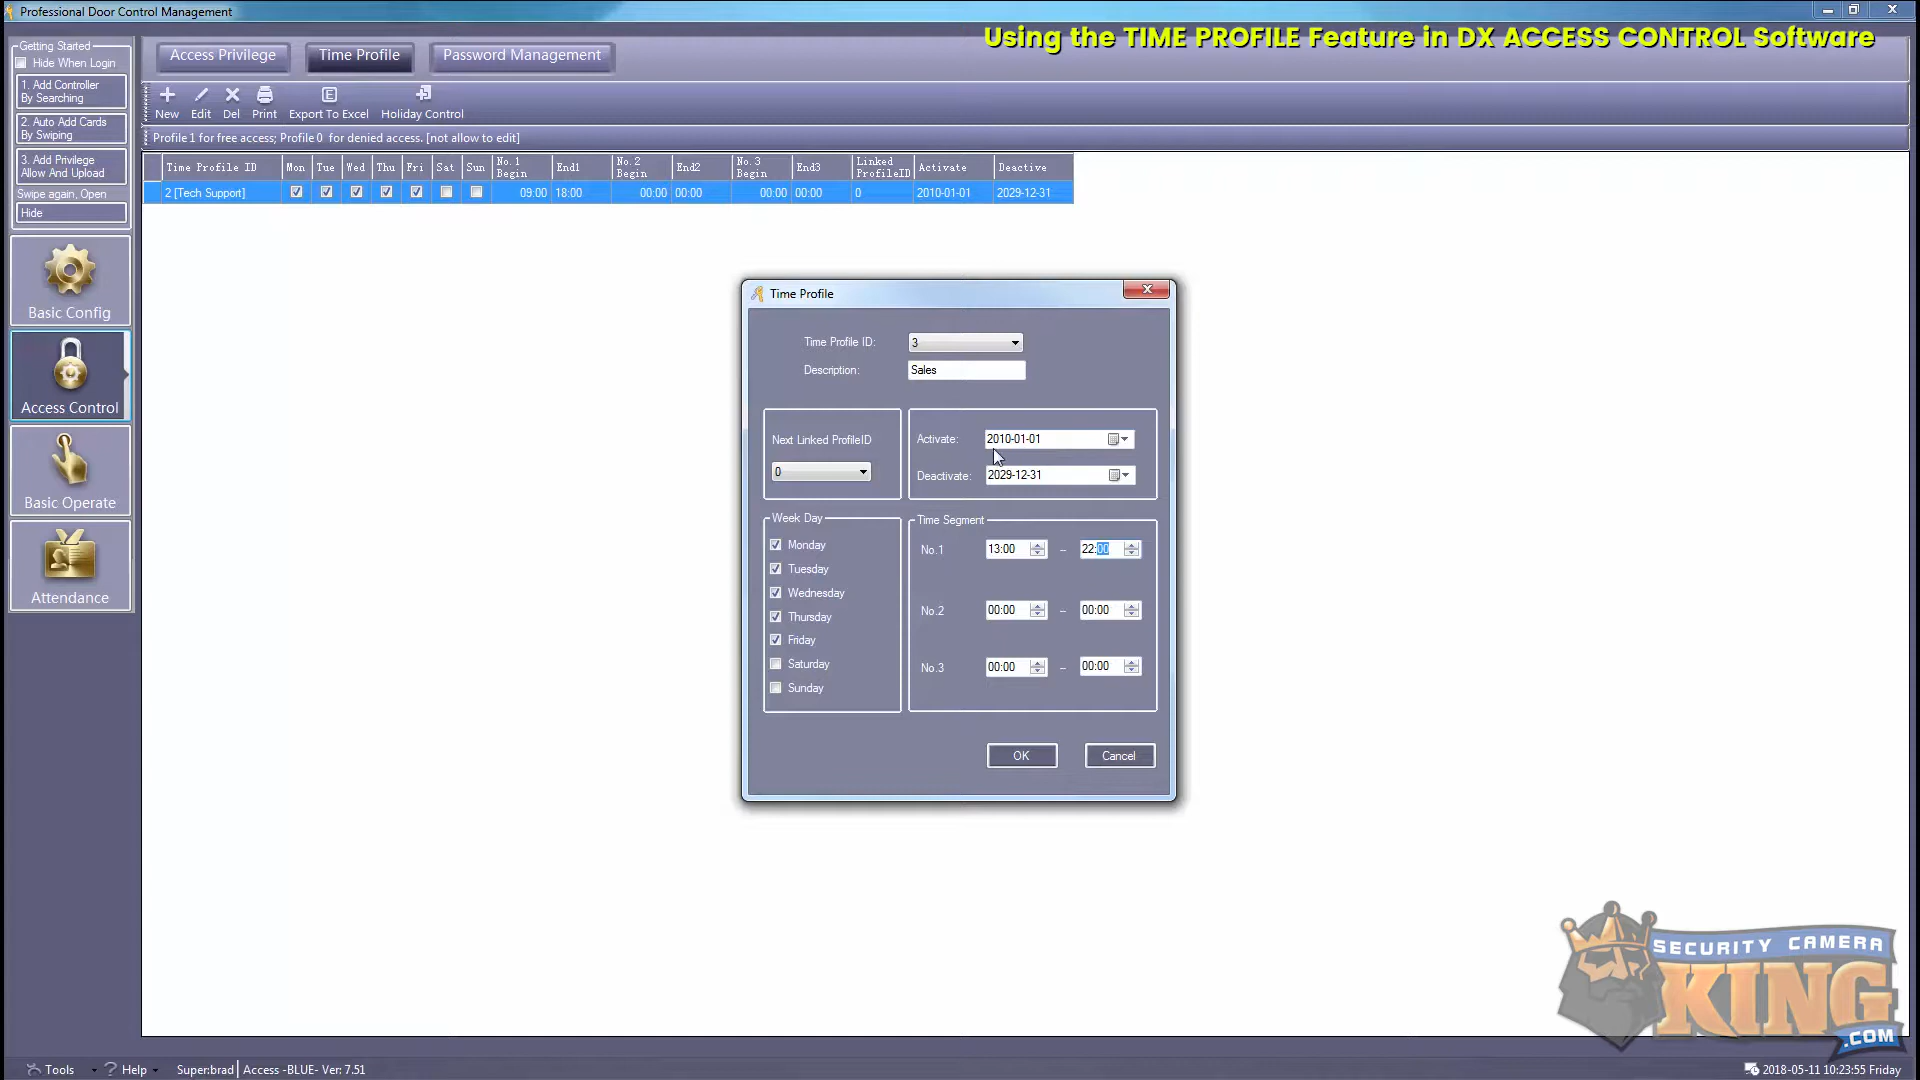 Professional Door Control Management
Using the TIME PROFILE Feature in DX ACCESS CONTROL Software
Getting Started
Hide When Login
1. Add Controller
By Searching
2. Auto Add Cards
By Swiping
3. Add Privilege
Allow And Upload
Swipe again, Open
Hide
Basic Config
Access Control
Basic Operate
Attendance
Access Privilege Time Profile Password Management
New Edit Del Print Export To Excel Holiday Control
Profile 1 for free access; Profile 0 for denied access. [not allow to edit]
Time Profile ID Mon Tue Wed Thu Fri Sat Sun No.1 Begin End1 No.2 Begin End2 No.3 Begin End3 Linked ProfileID Activate Deactive
2 [Tech Support] 09:00 18:00 00:00 00:00 00:00 00:00 0 2010-01-01 2029-12-31
Time Profile
Time Profile ID: 3
Description: Sales
Next Linked ProfileID
0
Activate: 2010-01-01
Deactivate: 2029-12-31
Week Day
Monday
Tuesday
Wednesday
Thursday
Friday
Saturday
Sunday
Time Segment
No.1 13:00 – 22:00
No.2 00:00 – 00:00
No.3 00:00 – 00:00
OK Cancel
SECURITY CAMERA
KING
.COM
Tools Help Super:brad Access -BLUE- Ver: 7.51 2018-05-11 10:23:55 Friday